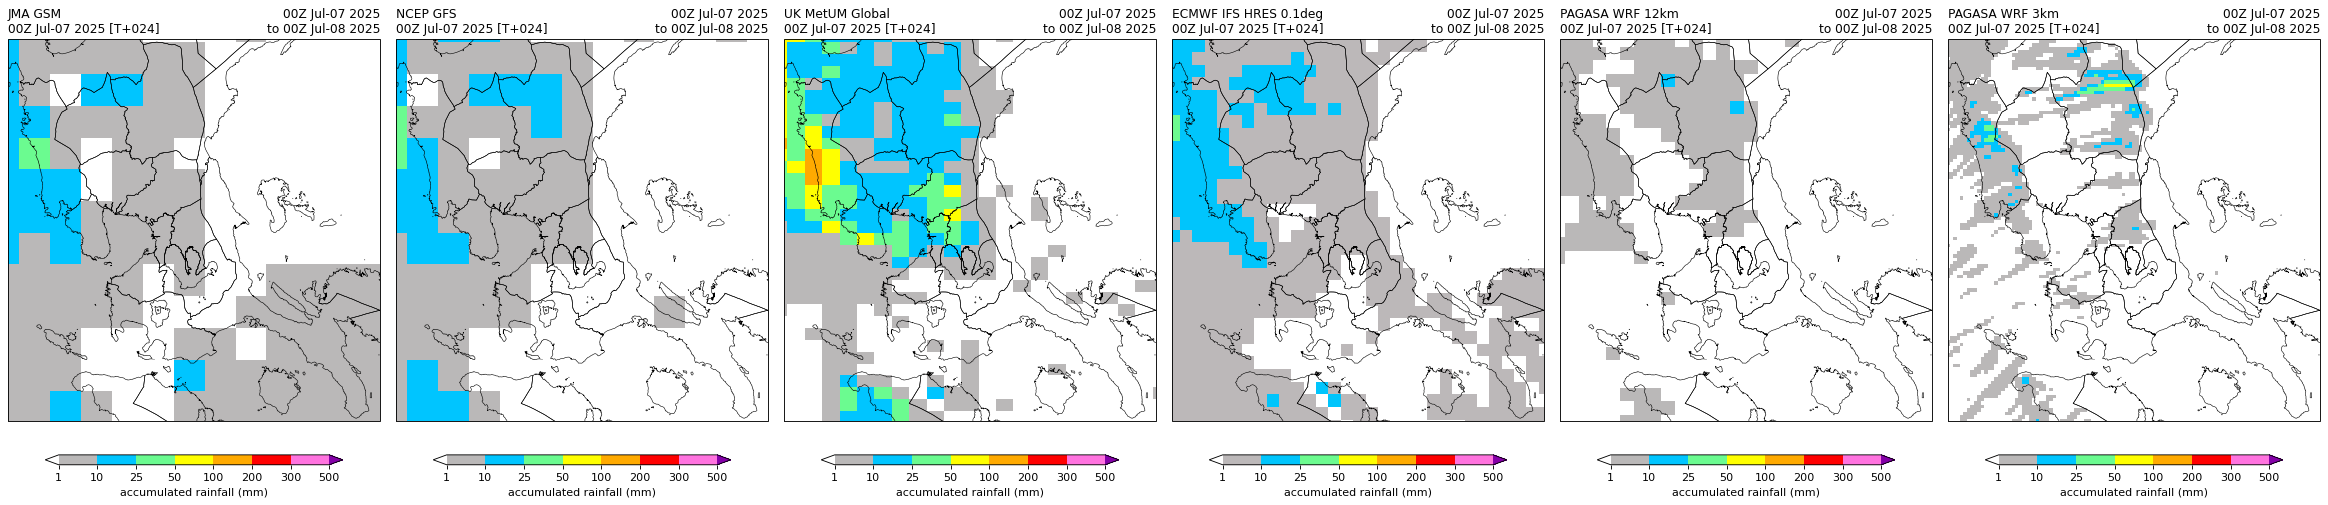 JMA GSM 00Z Jul-07 2025
00Z Jul-07 2025 [T+024] to 00Z Jul-08 2025
1 10 25 50 100 200 300 500
accumulated rainfall (mm)
NCEP GFS 00Z Jul-07 2025
00Z Jul-07 2025 [T+024] to 00Z Jul-08 2025
1 10 25 50 100 200 300 500
accumulated rainfall (mm)
UK MetUM Global 00Z Jul-07 2025
00Z Jul-07 2025 [T+024] to 00Z Jul-08 2025
1 10 25 50 100 200 300 500
accumulated rainfall (mm)
ECMWF IFS HRES 0.1deg 00Z Jul-07 2025
00Z Jul-07 2025 [T+024] to 00Z Jul-08 2025
1 10 25 50 100 200 300 500
accumulated rainfall (mm)
PAGASA WRF 12km 00Z Jul-07 2025
00Z Jul-07 2025 [T+024] to 00Z Jul-08 2025
1 10 25 50 100 200 300 500
accumulated rainfall (mm)
PAGASA WRF 3km 00Z Jul-07 2025
00Z Jul-07 2025 [T+024] to 00Z Jul-08 2025
1 10 25 50 100 200 300 500
accumulated rainfall (mm)